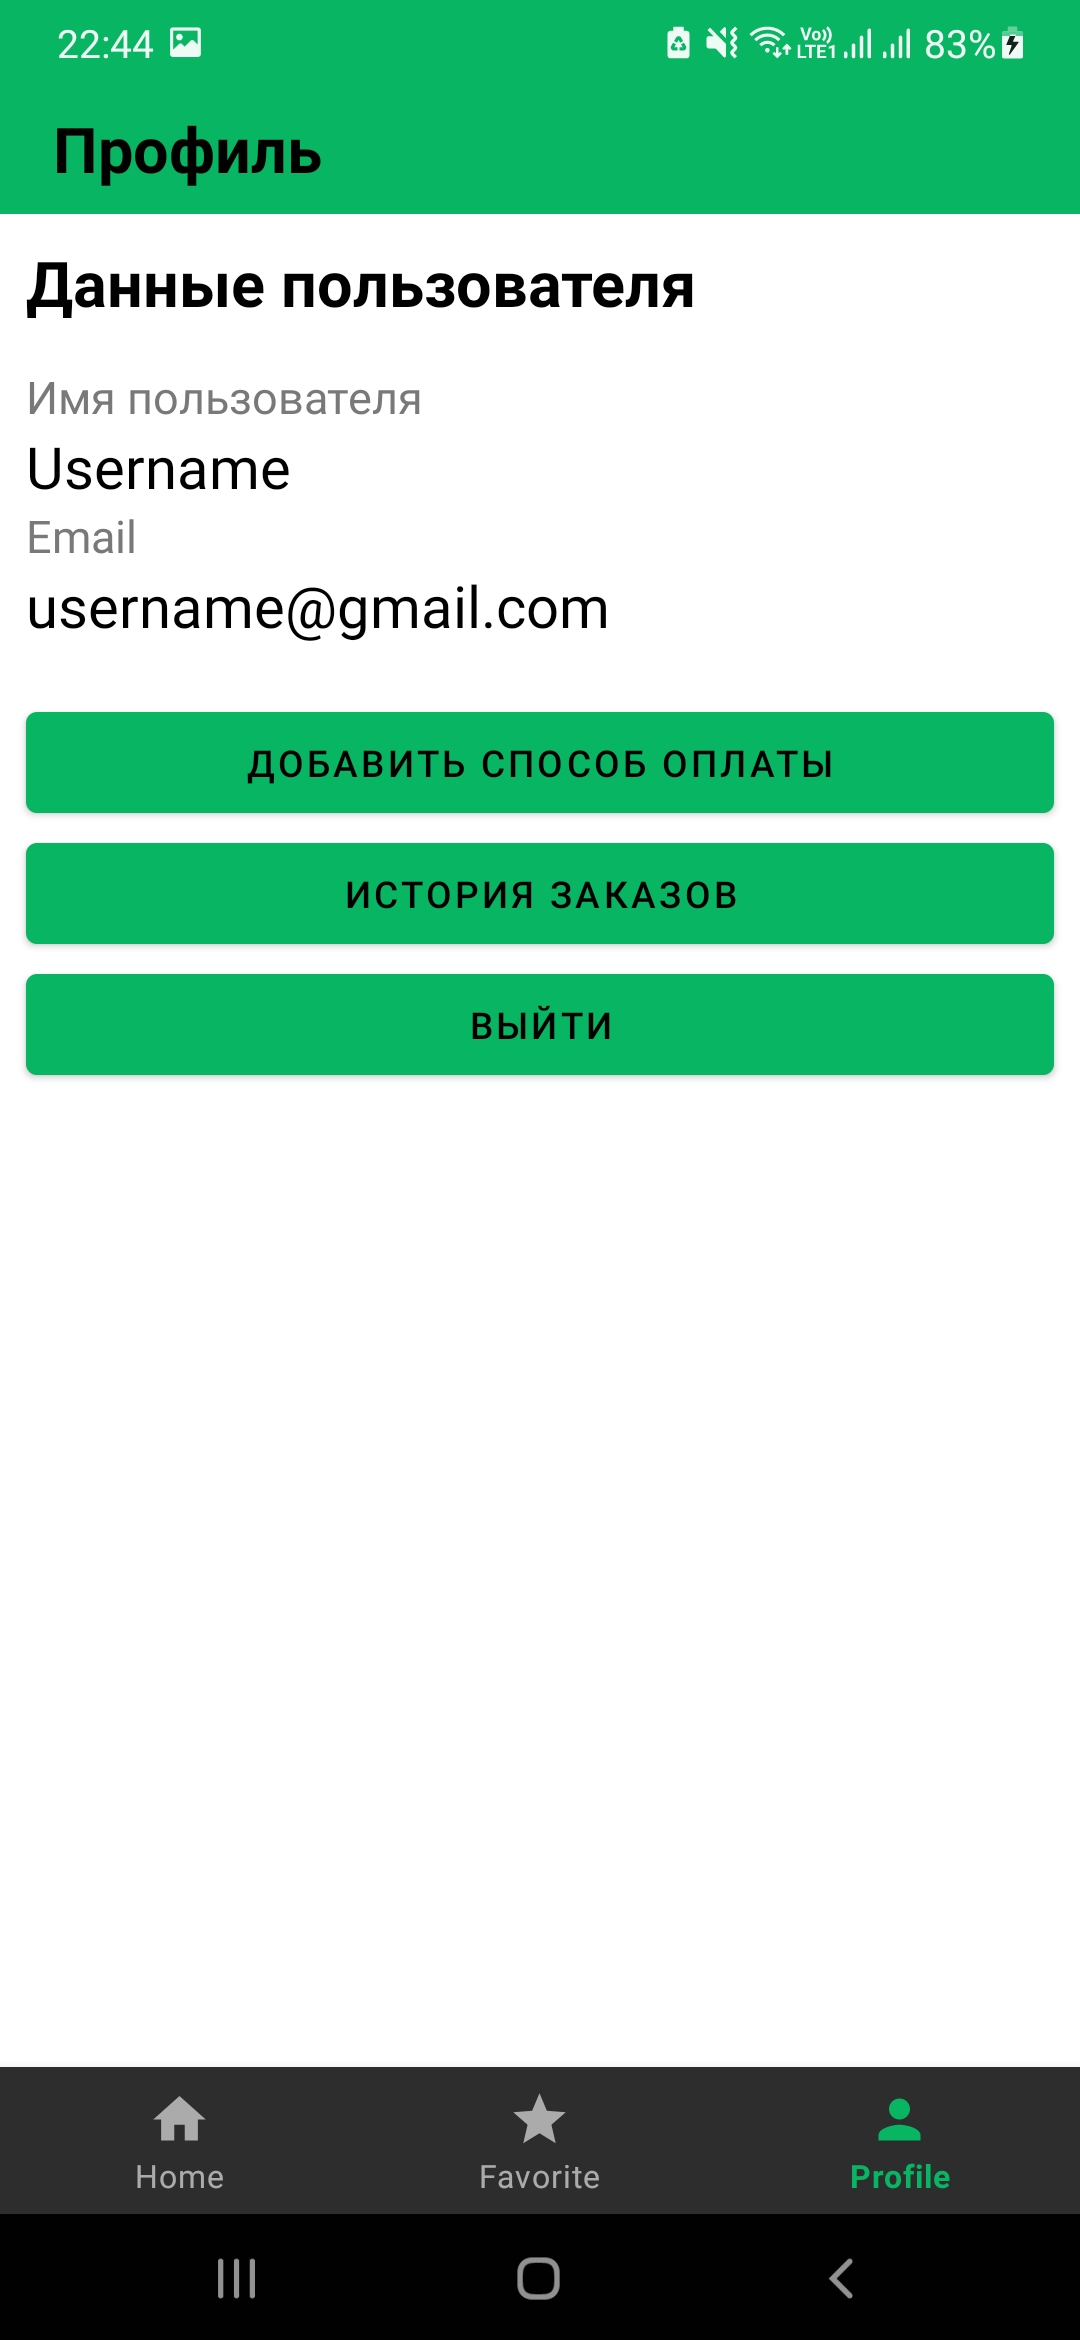 22:44
Vo)) LTE1 83%
Профиль
Данные пользователя
Имя пользователя
Username
Email
username@gmail.com
ДОБАВИТЬ СПОСОБ ОПЛАТЫ
ИСТОРИЯ ЗАКАЗОВ
ВЫЙТИ
Home Favorite Profile